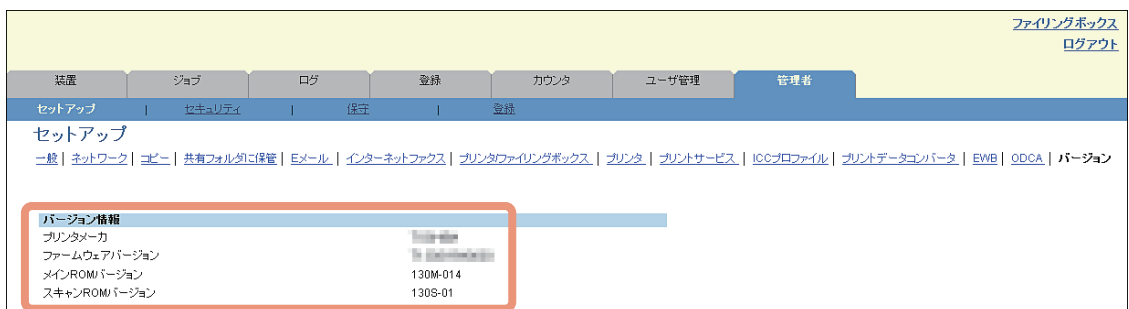 ファイリングボックス
ログアウト
装置 ジョブ ログ 登録 カウンタ ユーザ管理 管理者
セットアップ | セキュリティ | 保守 | 登録
セットアップ
一般 | ネットワーク | コピー | 共有フォルダに保管 | Eメール | インターネットファクス | プリンタ/ファイリングボックス | プリンタ | プリントサービス | ICCプロファイル | プリントデータコンバータ | EWB | ODCA | バージョン
バージョン情報
プリンタメーカ
ファームウェアバージョン
メインROMバージョン 130M-014
スキャンROMバージョン 130S-01